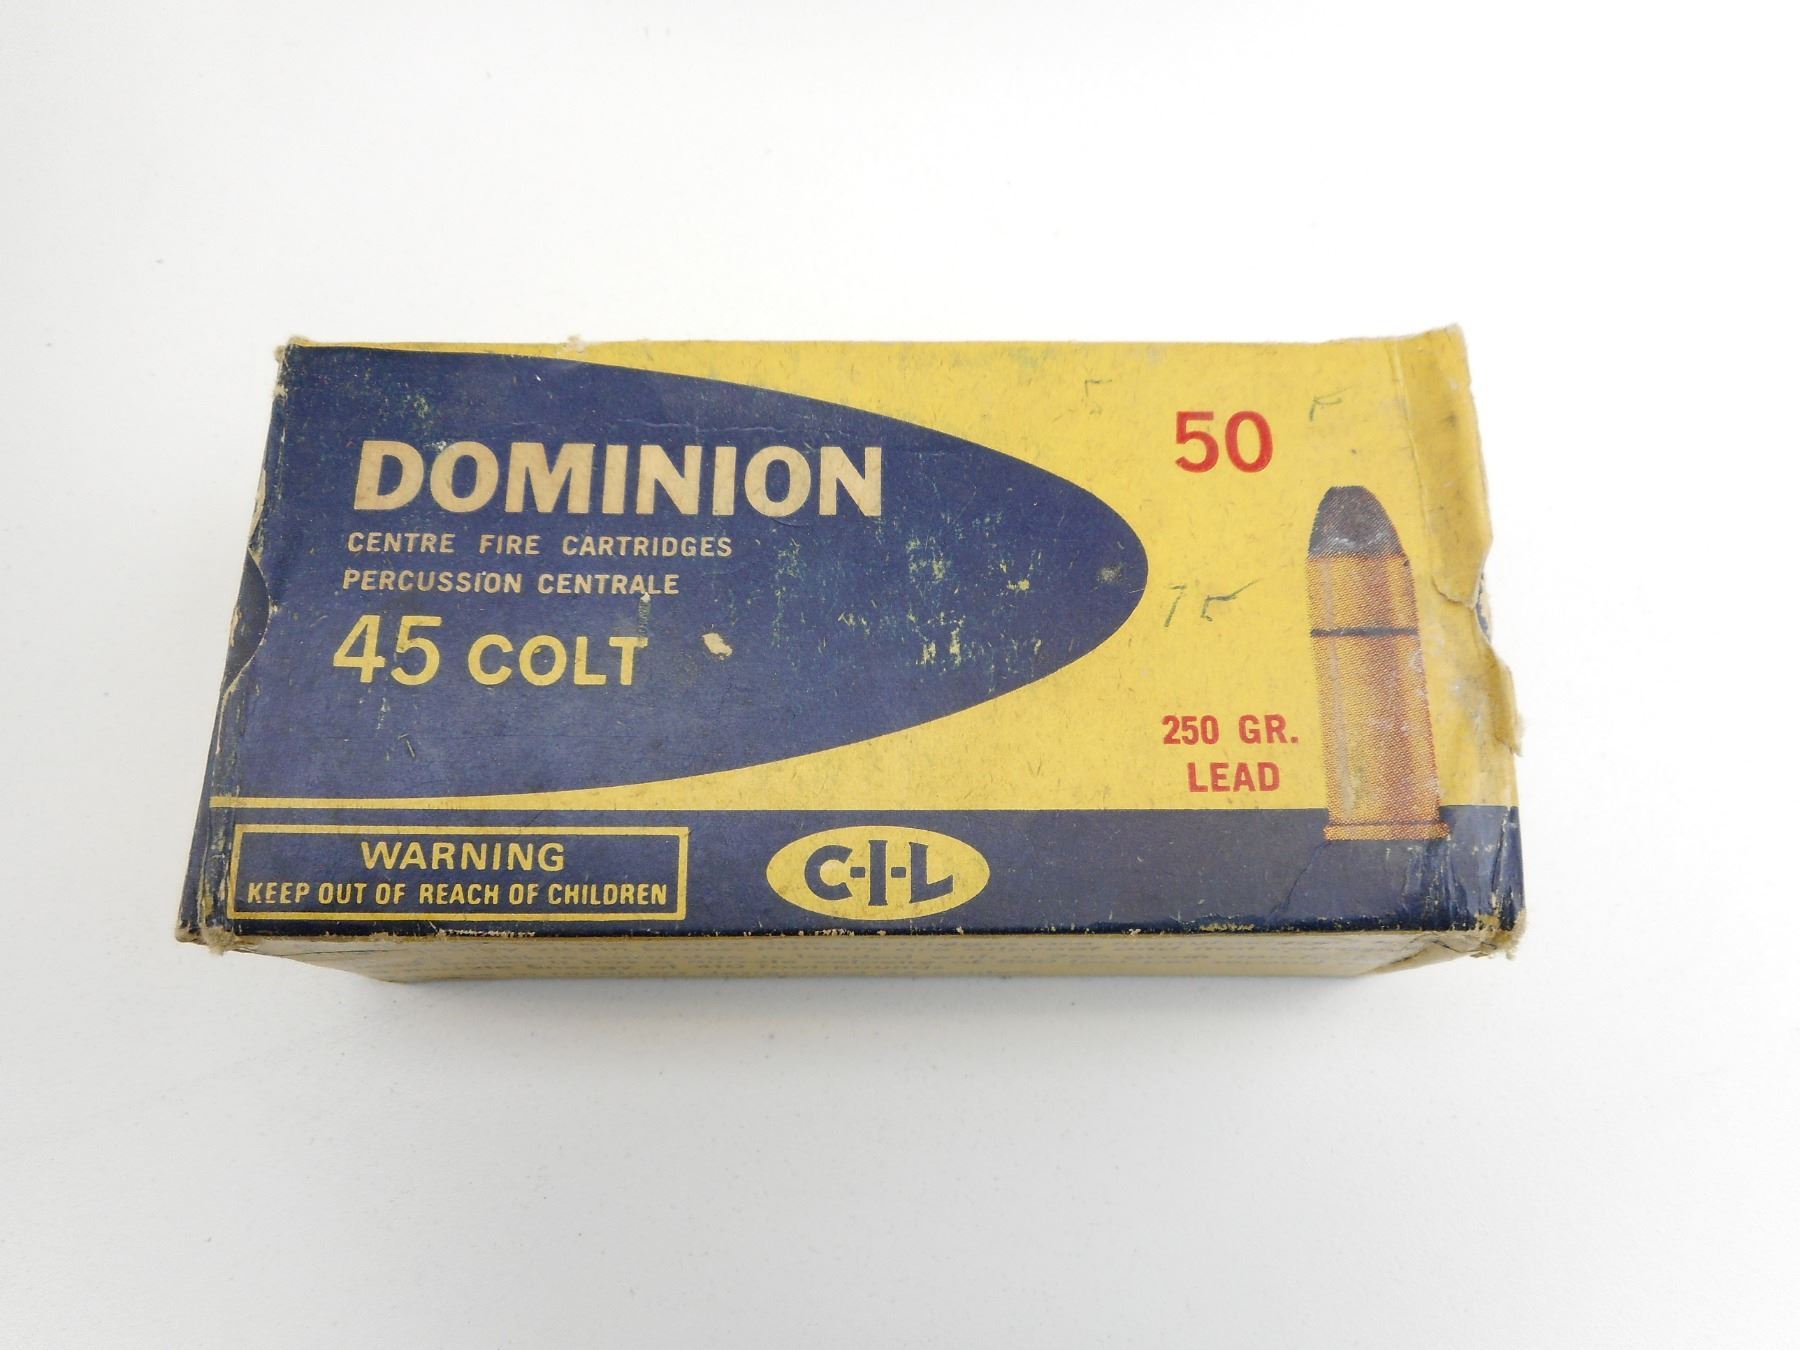 DOMINION
CENTRE FIRE CARTRIDGES
PERCUSSION CENTRALE
45 COLT
50
250 GR.
LEAD
WARNING
KEEP OUT OF REACH OF CHILDREN
C-I-L